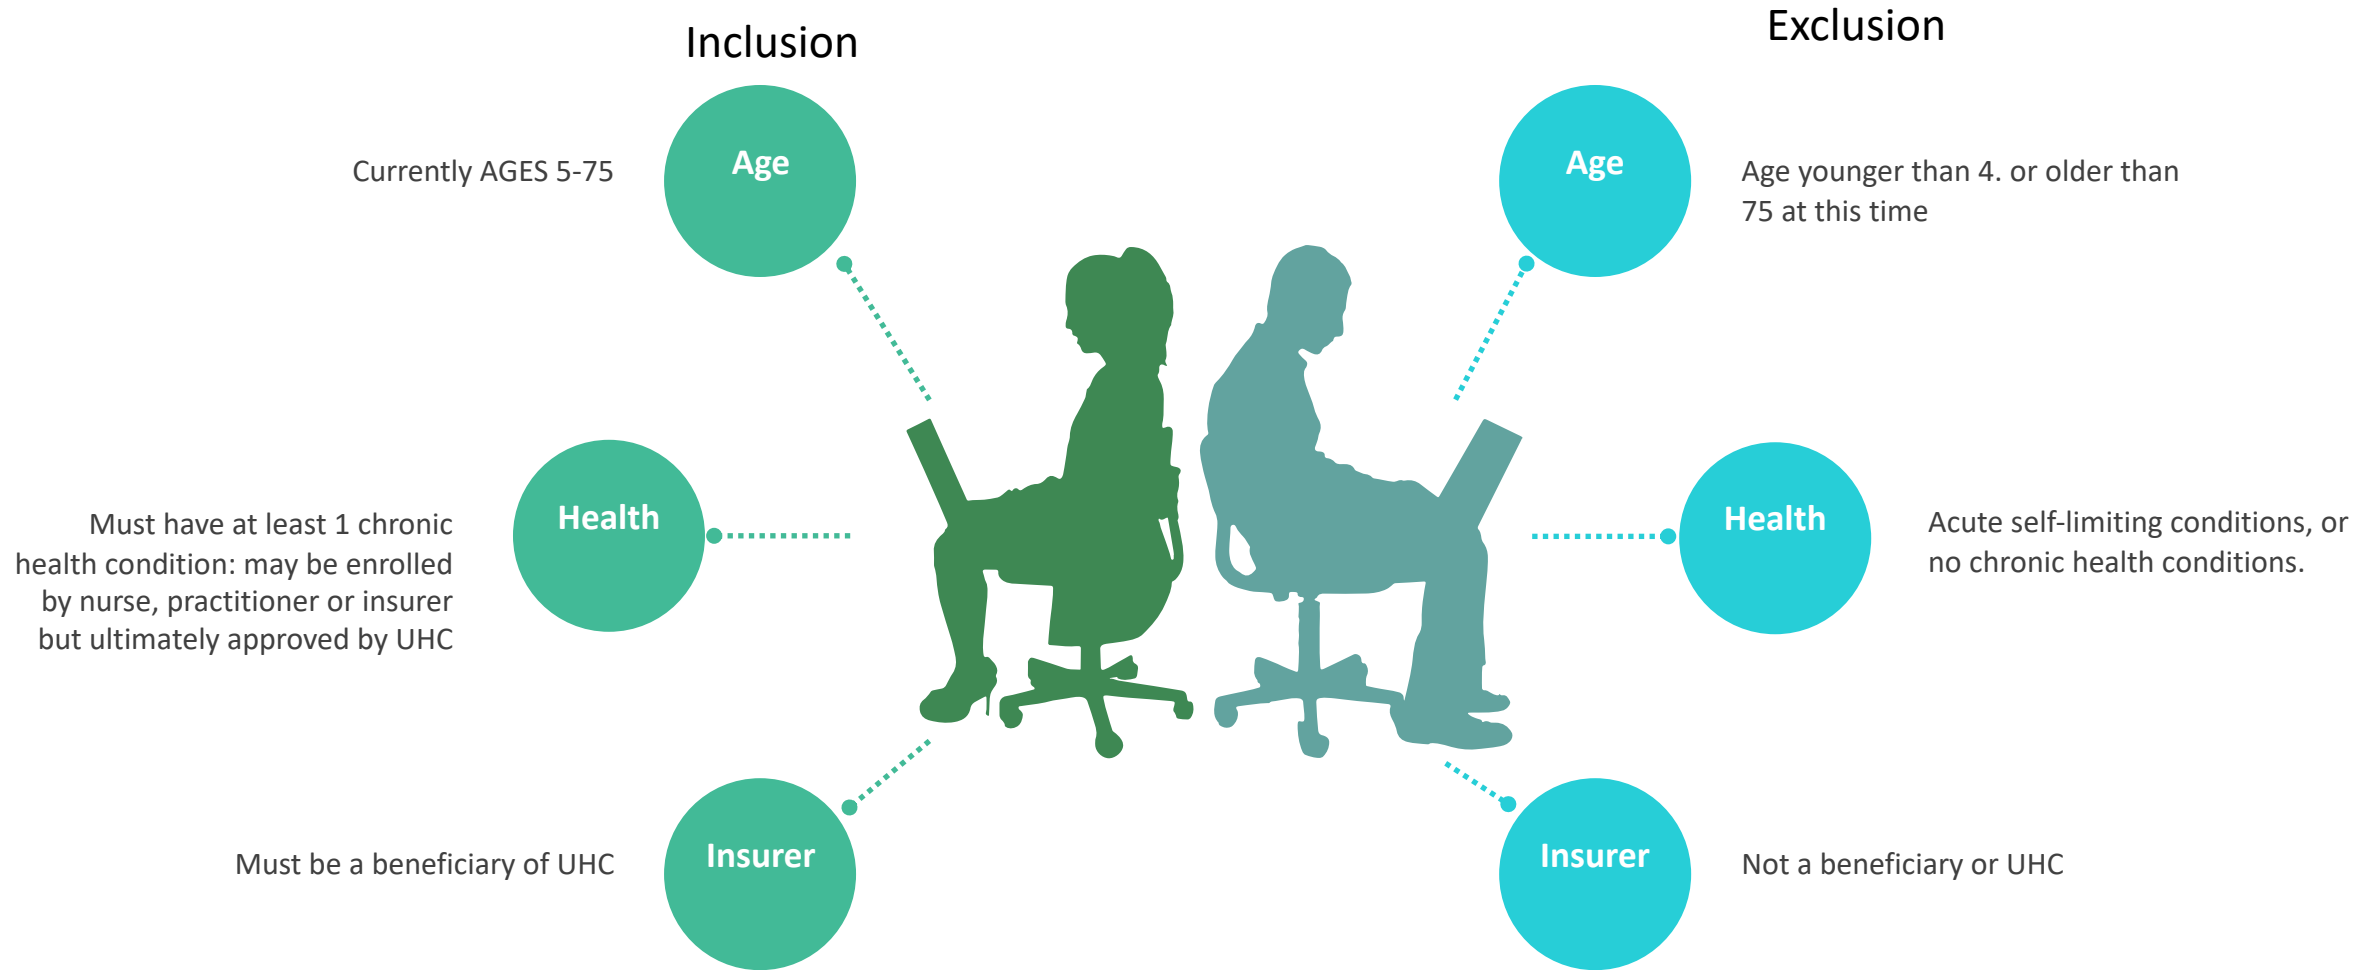 Inclusion
Age
Currently AGES 5-75
Health
Must have at least 1 chronic
health condition: may be enrolled
by nurse, practitioner or insurer
but ultimately approved by UHC
Insurer
Must be a beneficiary of UHC
Exclusion
Age
Age younger than 4. or older than
75 at this time
Health
Acute self-limiting conditions, or
no chronic health conditions.
Insurer
Not a beneficiary or UHC